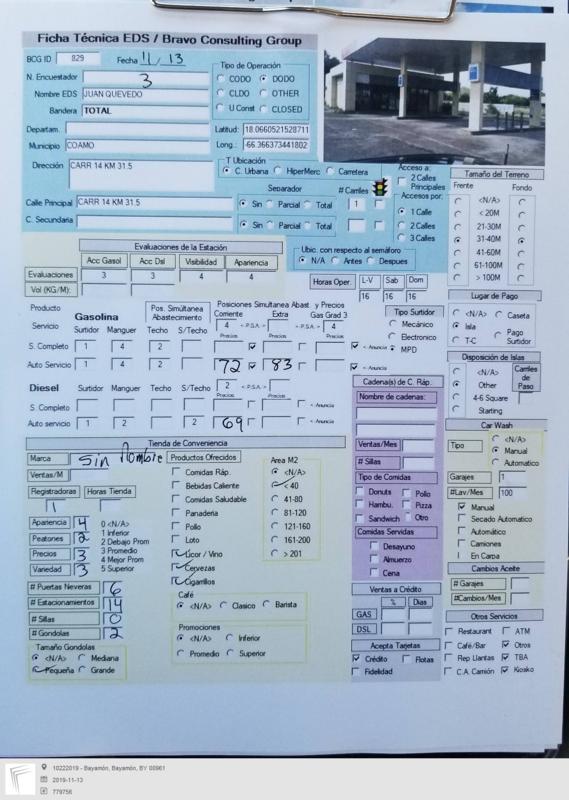 Ficha Técnica EDS / Bravo Consulting Group
BCG ID 829 Fecha 11/13
N. Encuestador 3
Nombre EDS JUAN QUEVEDO
Bandera TOTAL
Tipo de Operación
CODO DODO
CLDO OTHER
U Const CLOSED
Departam.
Municipio COAMO
Latitud: 18.0660521528711
Long.: -66.366373441802
Dirección CARR 14 KM 31.5
T Ubicación
C. Urbana HiperMerc Carretera
Separador # Carriles
Calle Principal CARR 14 KM 31.5 Sin Parcial Total 1
C. Secundaria Sin Parcial Total
Acceso a:
2 Calles Principales
Accesos por:
1 Calle
2 Calles
3 Calles
Tamaño del Terreno
Frente Fondo
<N/A>
< 20M
21-30M
31-40M
41-60M
61-100M
> 100M
Evaluaciones de la Estación
Acc Gasol Acc Dsl Visibilidad Apariencia
Evaluaciones 3 3 4 4
Vol (KG/M):
Ubic. con respecto al semáforo
N/A Antes Despues
Horas Oper. L-V Sab Dom
16 16 16
Lugar de Pago
<N/A> Caseta
Isla
T-C Pago Surtidor
Producto Gasolina
Pos. Simultánea Abastecimiento
Posiciones Simultanea Abast. y Precios
Corriente Extra Gas Grad 3
Servicio Surtidor Manguer Techo S/Techo 4 < P.S.A > < P.S.A >
Precios Precios Precios
S. Completo 1 4 2 < Anuncia
Auto Servicio 1 4 2 72 83 < Anuncia
Tipo Surtidor
Mecánico
Electronico
MPD
Disposición de Islas
<N/A>
Other
4-6 Square
Starting
Carriles de Paso
Diesel Surtidor Manguer Techo S/Techo 2 < P.S.A >
Precios Precios
S. Completo < Anuncia
Auto servicio 1 2 2 69 < Anuncia
Cadena(s) de C. Ráp.
Nombre de cadenas:
Ventas/Mes
# Sillas
Tipo de Comidas
Donuts Pollo
Hambu. Pizza
Sandwich Otro
Comidas Servidas
Desayuno
Almuerzo
Cena
Car Wash
Tipo <N/A>
Manual
Automatico
Garajes 1
#Lav/Mes 100
Manual
Secado Automatico
Automático
Camiones
En Carpa
Tienda de Conveniencia
Marca Sin Nombre
Ventas/M
Registradoras Horas Tienda
1
Apariencia 4
Peatones 2
Precios 3
Variedad 3
0 <N/A>
1 Inferior
2 Debajo Prom
3 Promedio
4 Mejor Prom
5 Superior
# Puertas Neveras 6
# Estacionamientos 14
# Sillas 0
# Gondolas 2
Tamaño Gondolas
<N/A> Mediana
Pequeña Grande
Productos Ofrecidos
Comidas Ráp.
Bebidas Caliente
Comidas Saludable
Panaderia
Pollo
Loto
Licor / Vino
Cervezas
Cigarrillos
Area M2
<N/A>
< 40
41-80
81-120
121-160
161-200
> 201
Café
<N/A> Clasico Barista
Promociones
<N/A> Inferior
Promedio Superior
Ventas a Crédito
% Dias
GAS
DSL
Acepta Tarjetas
Crédito Flotas
Fidelidad
Cambios Aceite
# Garajes
#Cambios/Mes
Otros Servicios
Restaurant ATM
Café/Bar Otros
Rep Llantas TBA
C.A. Camión Kiosko
10222019 - Bayamón, Bayamón, BY 00961
2019-11-13
779756